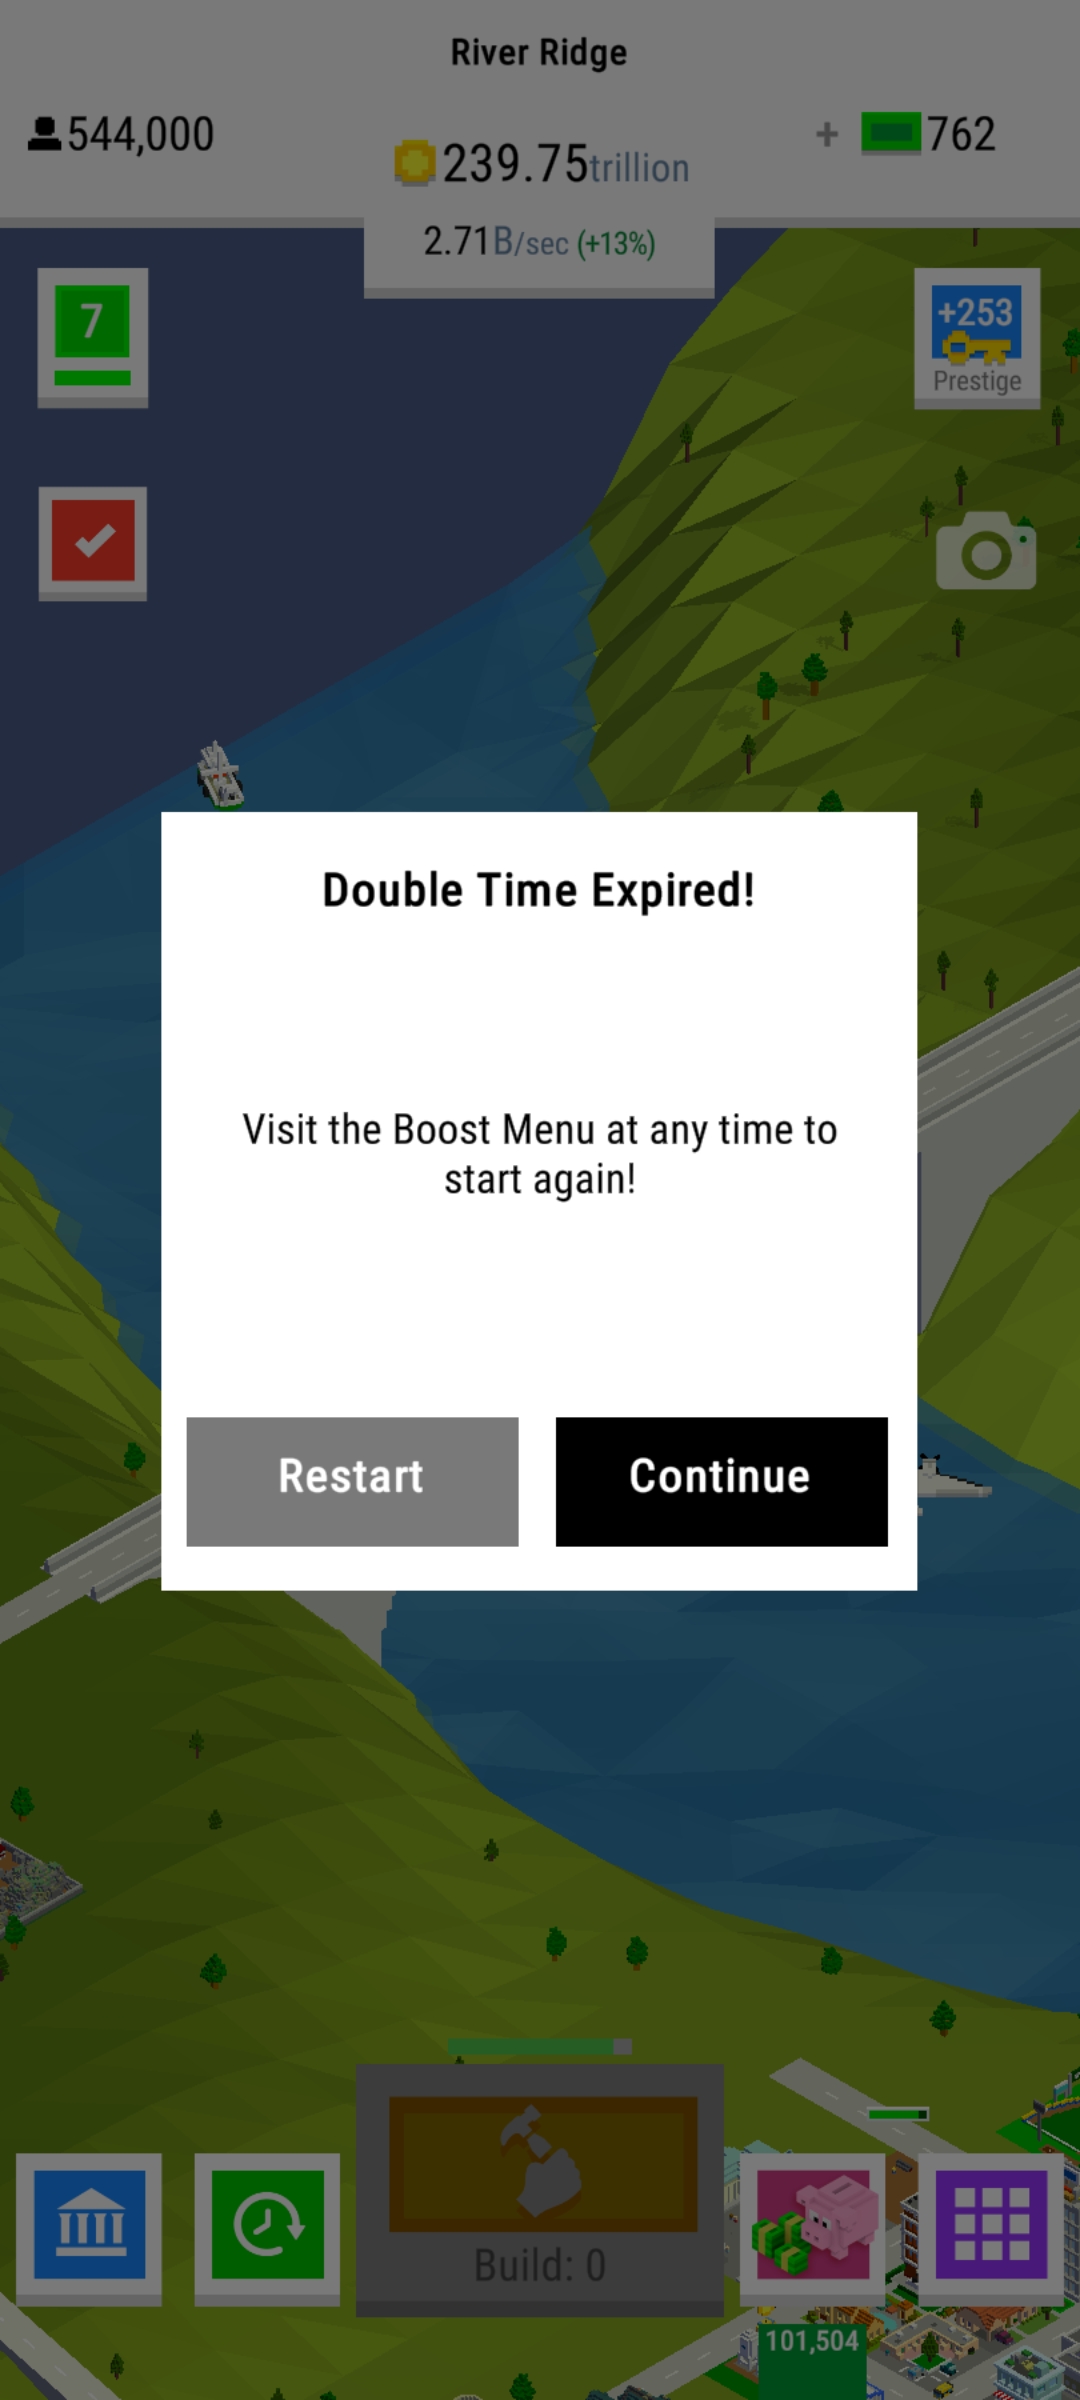 River Ridge
544,000
239.75trillion
+ 762
2.71B/sec (+13%)
7
+253
Prestige
Double Time Expired!
Visit the Boost Menu at any time to
start again!
Restart
Continue
Build: 0
101,504